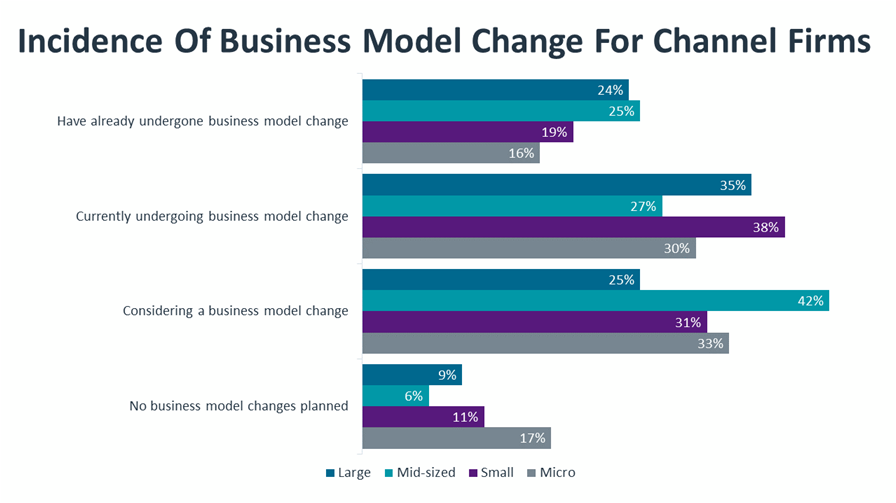 Incidence Of Business Model Change For Channel Firms
Have already undergone business model change
24%
25%
19%
16%
Currently undergoing business model change
35%
27%
38%
30%
Considering a business model change
25%
42%
31%
33%
No business model changes planned
9%
6%
11%
17%
Large Mid-sized Small Micro